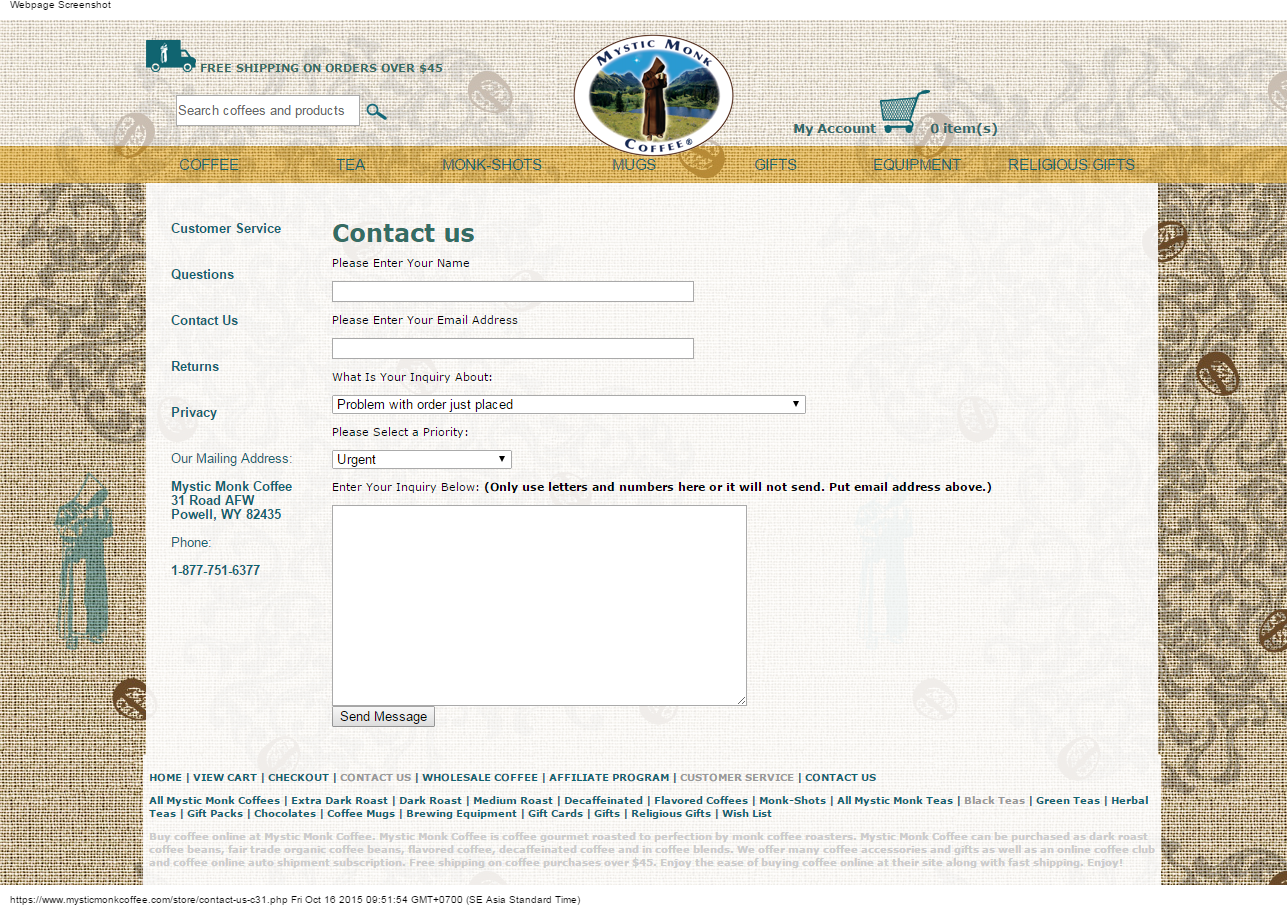 Webpage Screenshot
FREE SHIPPING ON ORDERS OVER $45
Search coffees and products
MYSTIC MONK
COFFEE®
My Account
0 item(s)
COFFEE TEA MONK-SHOTS MUGS GIFTS EQUIPMENT RELIGIOUS GIFTS
Customer Service
Questions
Contact Us
Returns
Privacy
Our Mailing Address:
Mystic Monk Coffee
31 Road AFW
Powell, WY 82435
Phone:
1-877-751-6377
Contact us
Please Enter Your Name
Please Enter Your Email Address
What Is Your Inquiry About:
Problem with order just placed
Please Select a Priority:
Urgent
Enter Your Inquiry Below: (Only use letters and numbers here or it will not send. Put email address above.)
Send Message
HOME | VIEW CART | CHECKOUT | CONTACT US | WHOLESALE COFFEE | AFFILIATE PROGRAM | CUSTOMER SERVICE | CONTACT US
All Mystic Monk Coffees | Extra Dark Roast | Dark Roast | Medium Roast | Decaffeinated | Flavored Coffees | Monk-Shots | All Mystic Monk Teas | Black Teas | Green Teas | Herbal
Teas | Gift Packs | Chocolates | Coffee Mugs | Brewing Equipment | Gift Cards | Gifts | Religious Gifts | Wish List
Buy coffee online at Mystic Monk Coffee. Mystic Monk Coffee is coffee gourmet roasted to perfection by monk coffee roasters. Mystic Monk Coffee can be purchased as dark roast
coffee beans, fair trade organic coffee beans, flavored coffee, decaffeinated coffee and in coffee blends. We offer many coffee accessories and gifts as well as an online coffee club
and coffee online auto shipment subscription. Free shipping on coffee purchases over $45. Enjoy the ease of buying coffee online at their site along with fast shipping. Enjoy!
https://www.mysticmonkcoffee.com/store/contact-us-c31.php Fri Oct 16 2015 09:51:54 GMT+0700 (SE Asia Standard Time)